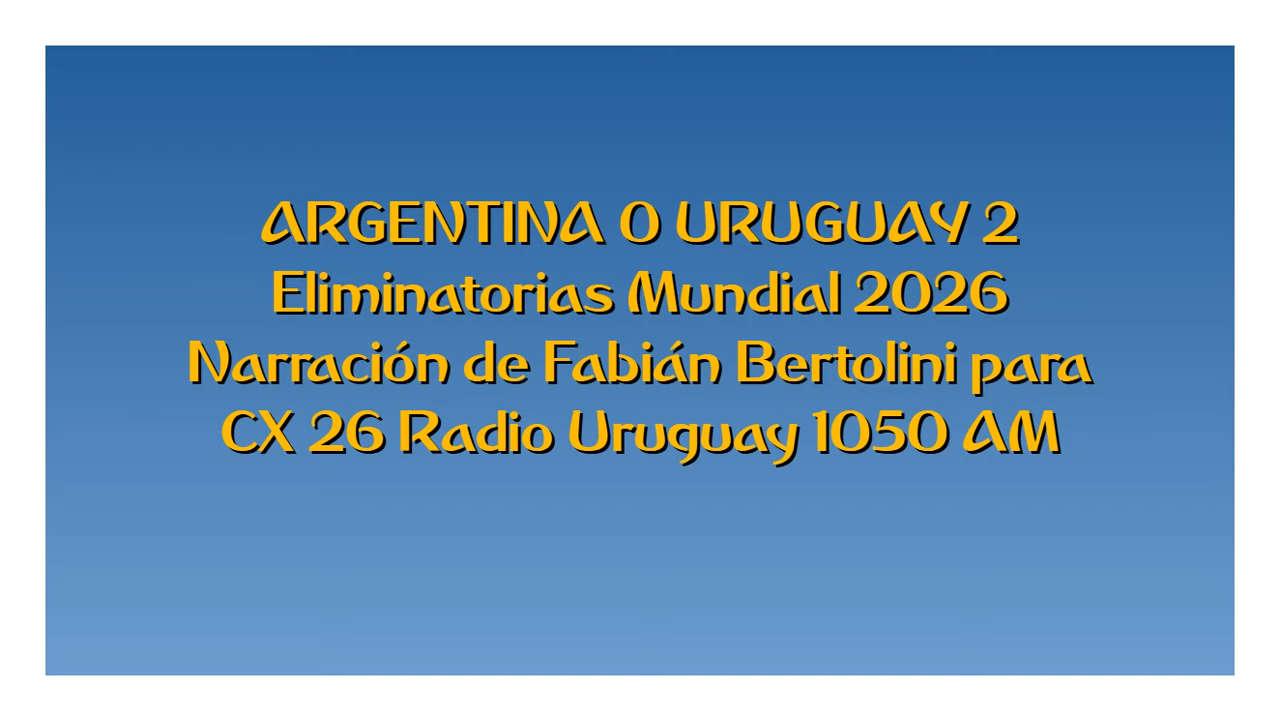 ARGENTINA 0 URUGUAY 2
Eliminatorias Mundial 2026
Narración de Fabián Bertolini para
CX 26 Radio Uruguay 1050 AM